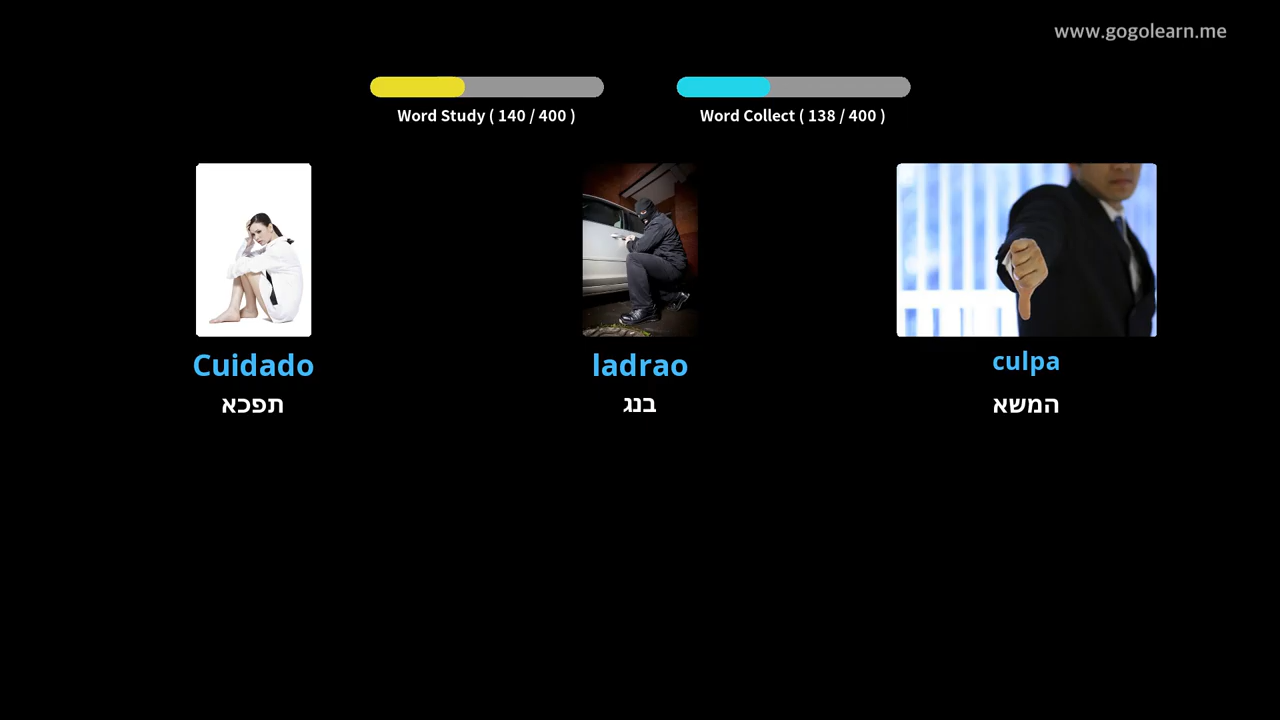 www.gogolearn.me
Word Study ( 140 / 400 )
Word Collect ( 138 / 400 )
Cuidado
ladrao
culpa
תפכא
בנג
המשא